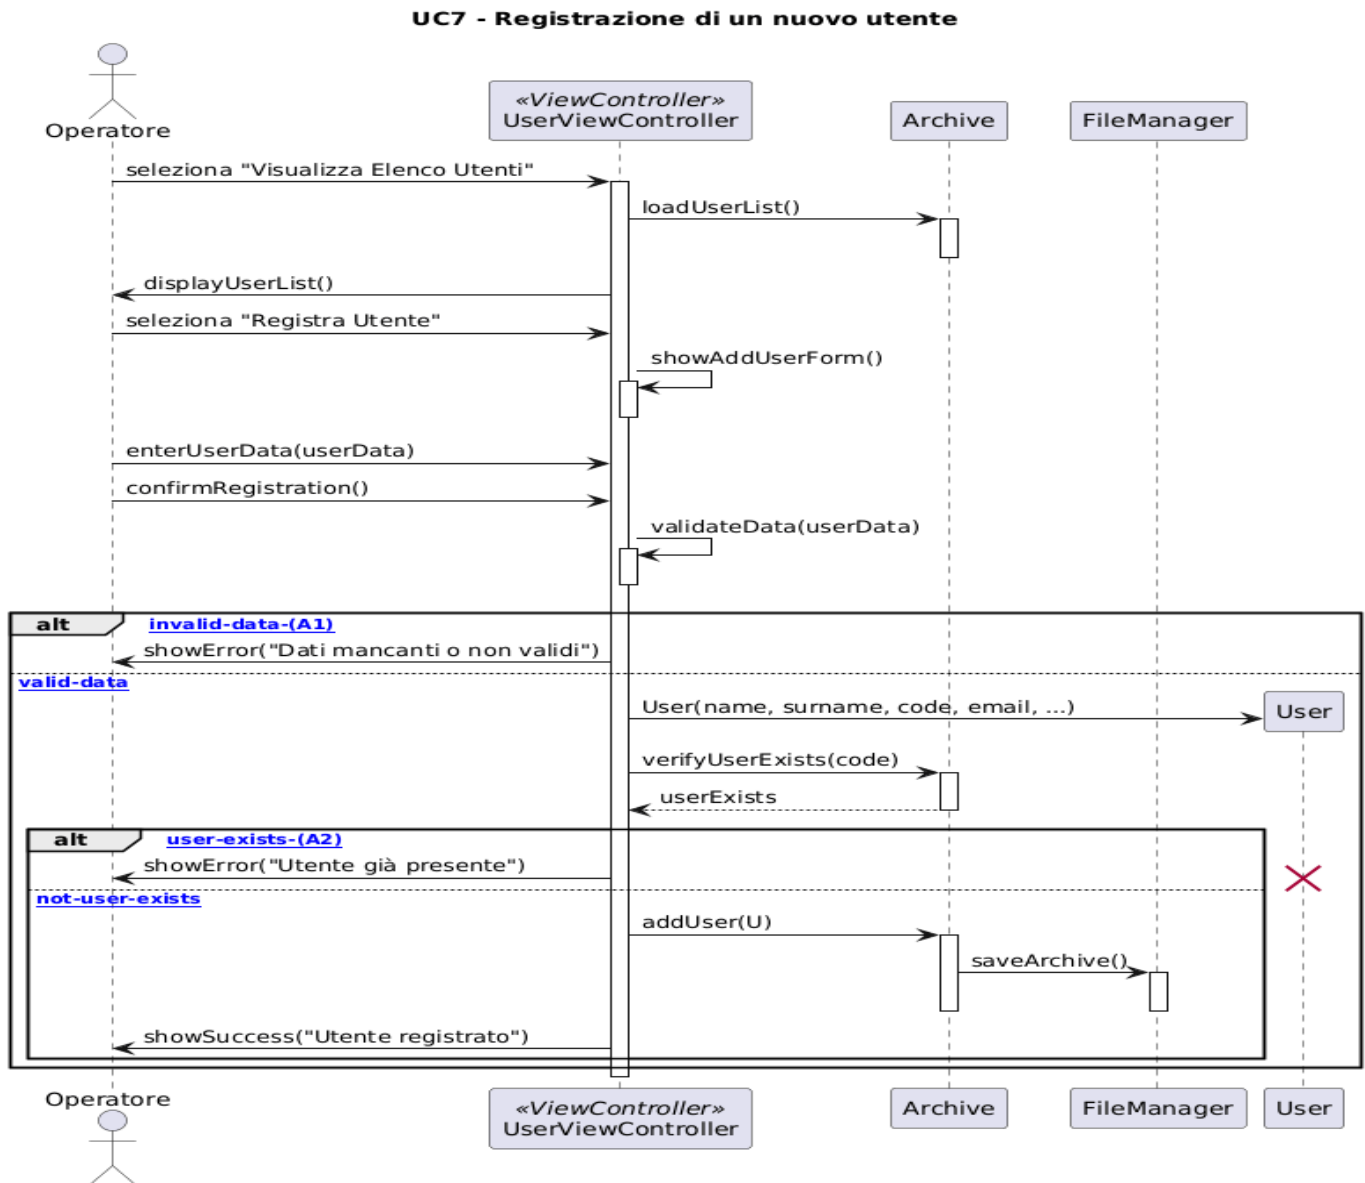 UC7 - Registrazione di un nuovo utente
Operatore
«ViewController»
UserViewController
Archive
FileManager
seleziona "Visualizza Elenco Utenti"
loadUserList()
displayUserList()
seleziona "Registra Utente"
showAddUserForm()
enterUserData(userData)
confirmRegistration()
validateData(userData)
alt
invalid-data-(A1)
showError("Dati mancanti o non validi")
valid-data
User(name, surname, code, email, ...)
User
verifyUserExists(code)
userExists
alt
user-exists-(A2)
showError("Utente già presente")
not-user-exists
addUser(U)
saveArchive()
showSuccess("Utente registrato")
Operatore
«ViewController»
UserViewController
Archive
FileManager
User